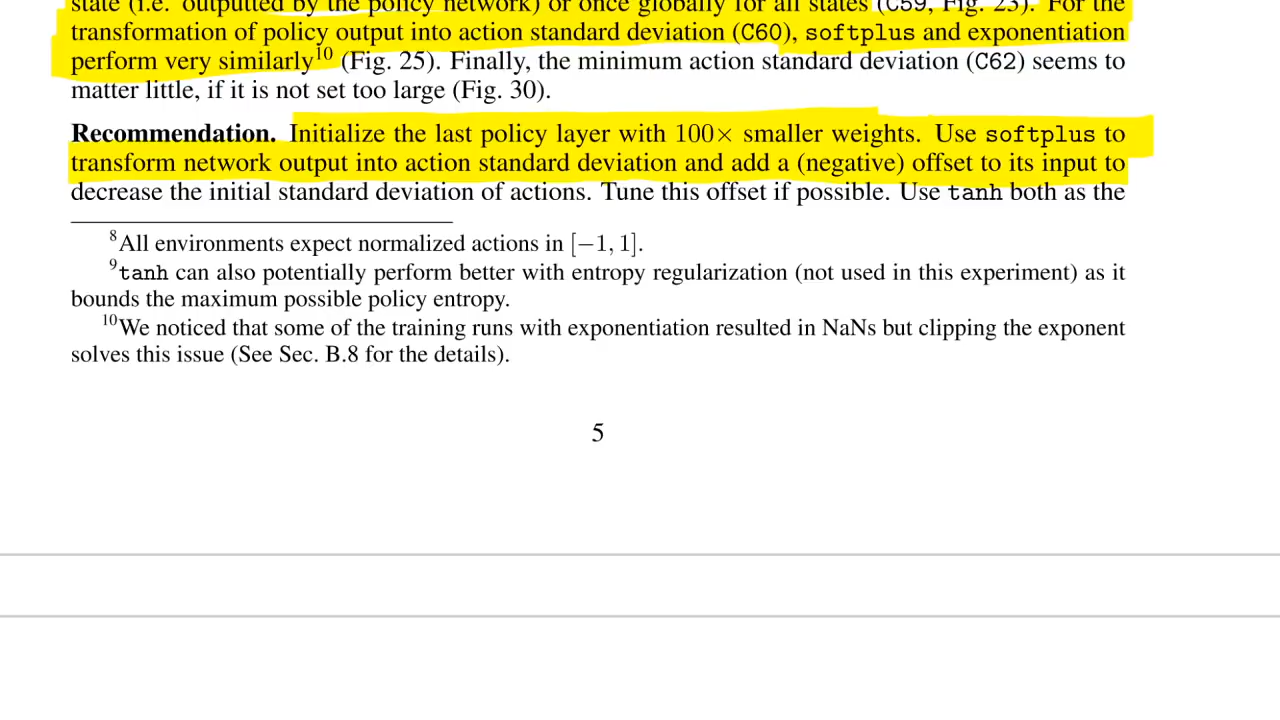 state (i.e. outputted by the policy network) or once globally for all states (C59, Fig. 23). For the
transformation of policy output into action standard deviation (C60), softplus and exponentiation
perform very similarly¹⁰ (Fig. 25). Finally, the minimum action standard deviation (C62) seems to
matter little, if it is not set too large (Fig. 30).
Recommendation. Initialize the last policy layer with 100× smaller weights. Use softplus to
transform network output into action standard deviation and add a (negative) offset to its input to
decrease the initial standard deviation of actions. Tune this offset if possible. Use tanh both as the
⁸All environments expect normalized actions in [−1, 1].
⁹tanh can also potentially perform better with entropy regularization (not used in this experiment) as it
bounds the maximum possible policy entropy.
¹⁰We noticed that some of the training runs with exponentiation resulted in NaNs but clipping the exponent
solves this issue (See Sec. B.8 for the details).
5